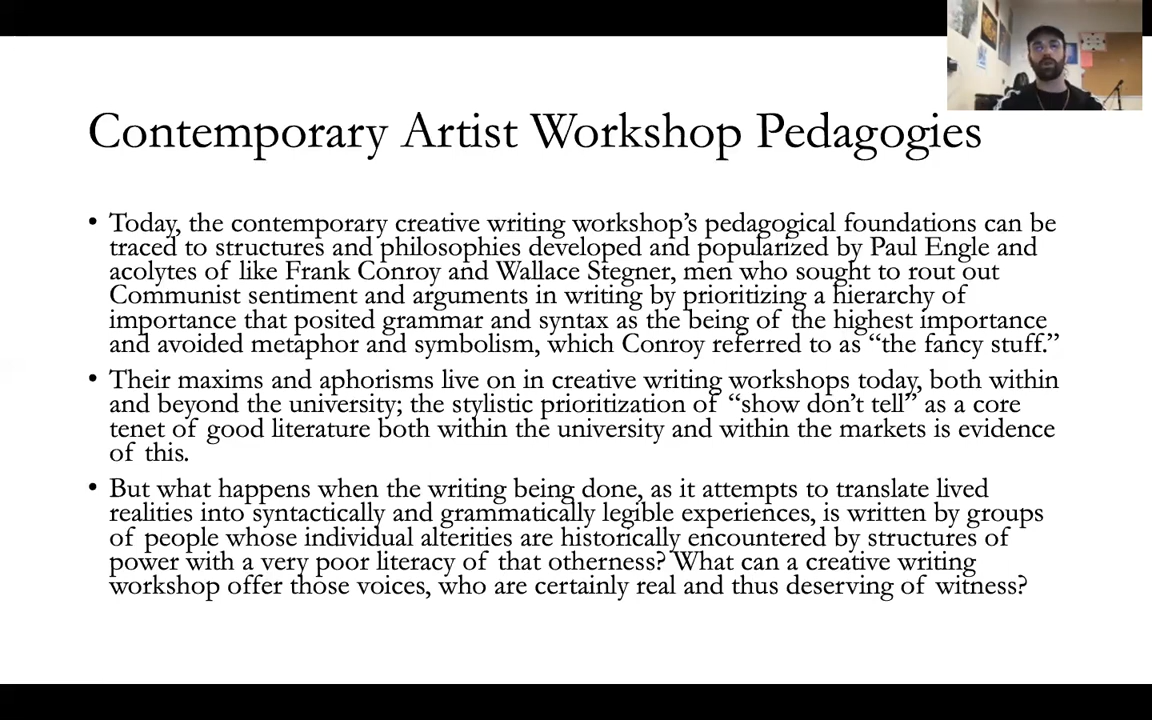 Contemporary Artist Workshop Pedagogies
• Today, the contemporary creative writing workshop’s pedagogical foundations can be
traced to structures and philosophies developed and popularized by Paul Engle and
acolytes of like Frank Conroy and Wallace Stegner, men who sought to rout out
Communist sentiment and arguments in writing by prioritizing a hierarchy of
importance that posited grammar and syntax as the being of the highest importance
and avoided metaphor and symbolism, which Conroy referred to as “the fancy stuff.”
• Their maxims and aphorisms live on in creative writing workshops today, both within
and beyond the university; the stylistic prioritization of “show don’t tell” as a core
tenet of good literature both within the university and within the markets is evidence
of this.
• But what happens when the writing being done, as it attempts to translate lived
realities into syntactically and grammatically legible experiences, is written by groups
of people whose individual alterities are historically encountered by structures of
power with a very poor literacy of that otherness? What can a creative writing
workshop offer those voices, who are certainly real and thus deserving of witness?